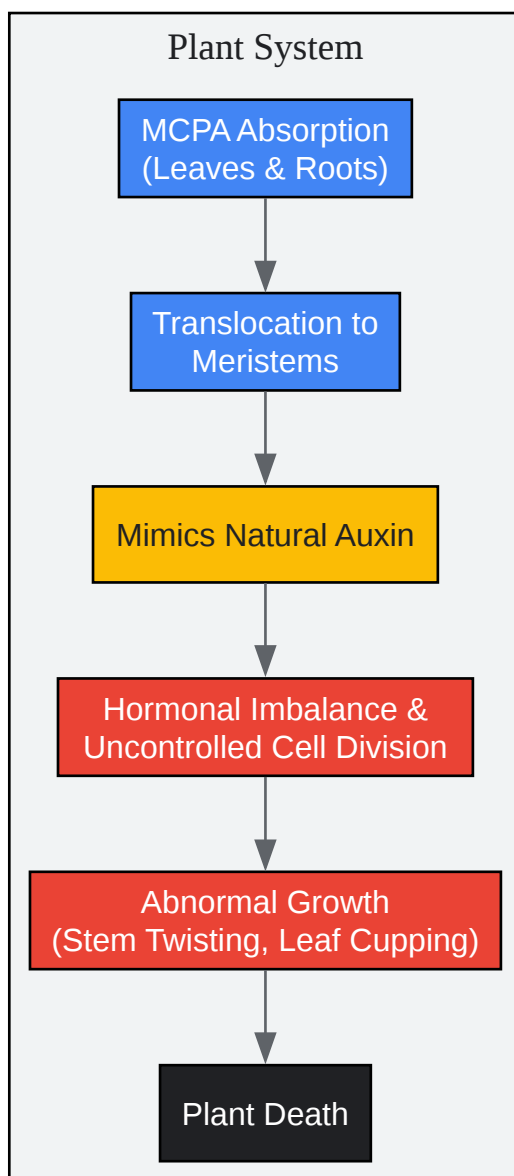 Plant System
MCPA Absorption
(Leaves & Roots)
Translocation to
Meristems
Mimics Natural Auxin
Hormonal Imbalance &
Uncontrolled Cell Division
Abnormal Growth
(Stem Twisting, Leaf Cupping)
Plant Death